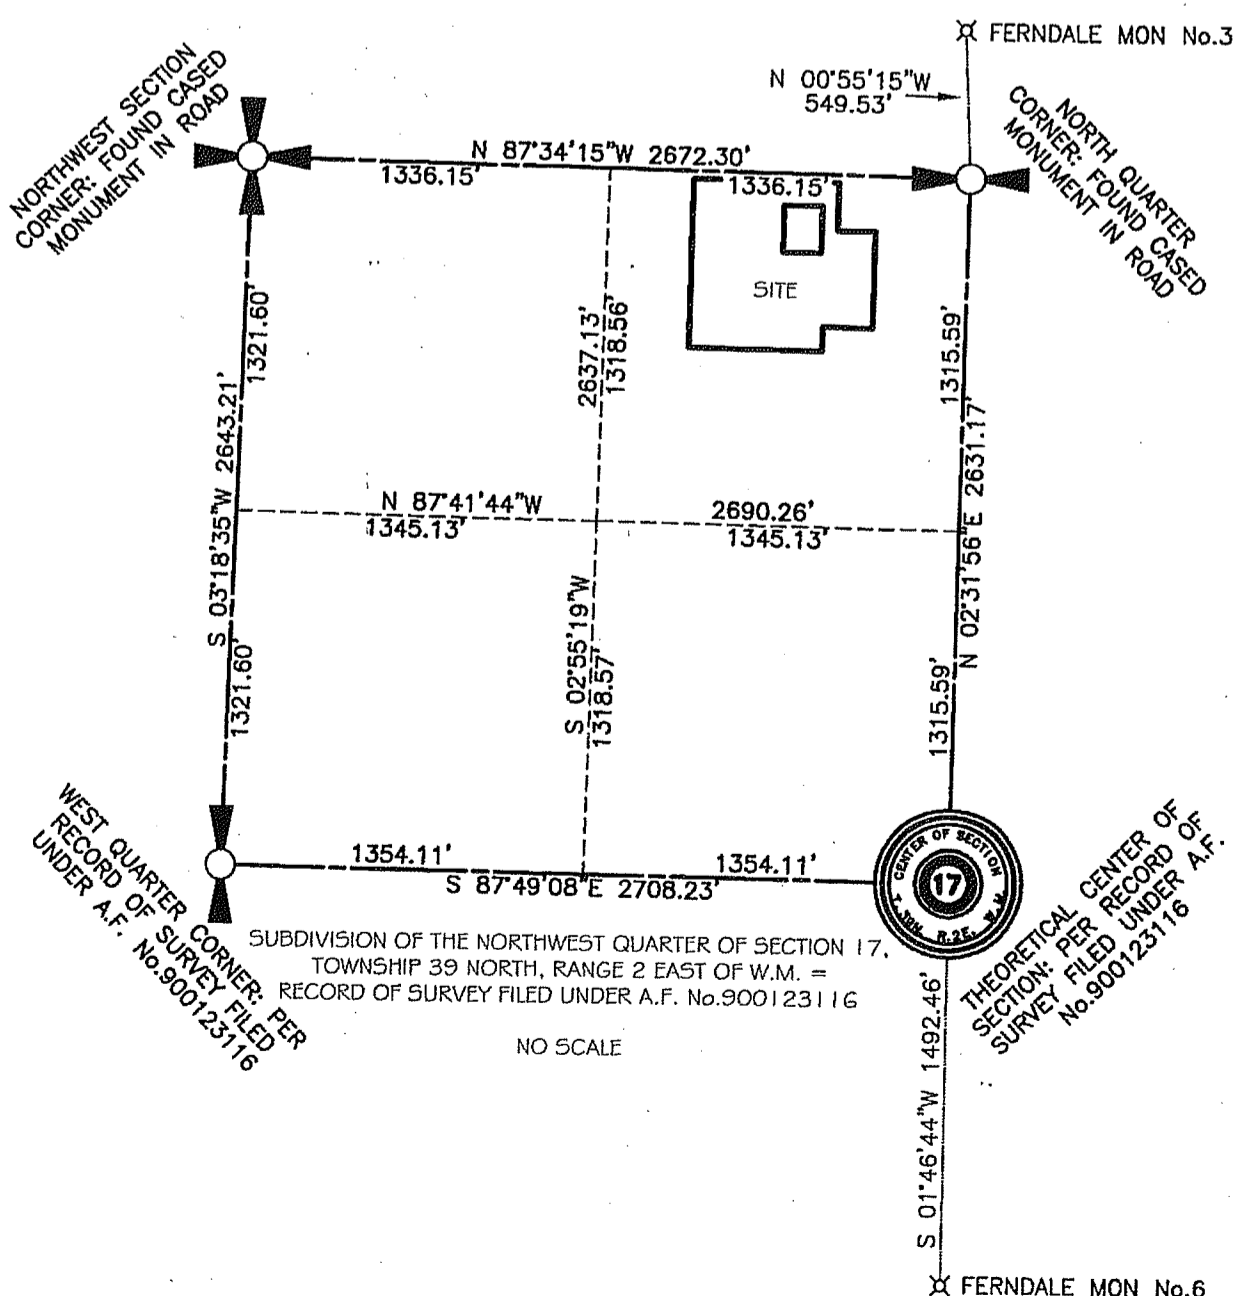 FERNDALE MON No.3
N 00°55'15"W
549.53'
NORTHWEST SECTION
CORNER: FOUND CASED
MONUMENT IN ROAD
NORTH QUARTER
CORNER: FOUND CASED
MONUMENT IN ROAD
N 87°34'15"W 2672.30'
1336.15'
1336.15'
SITE
1321.60'
S 03°18'35"W 2643.21'
1321.60'
2637.13'
1318.56'
1315.59'
N 02°31'56"E 2631.17'
1315.59'
N 87°41'44"W
2690.26'
1345.13'
1345.13'
S 02°55'19"W
1318.57'
WEST QUARTER CORNER: PER
RECORD OF SURVEY FILED
UNDER A.F. No.900123116
1354.11'
1354.11'
S 87°49'08"E 2708.23'
CENTER OF SECTION
17
T.39N. R.2E. W.M.
THEORETICAL CENTER OF
SECTION: PER RECORD OF
SURVEY FILED UNDER A.F.
No.900123116
SUBDIVISION OF THE NORTHWEST QUARTER OF SECTION 17,
TOWNSHIP 39 NORTH, RANGE 2 EAST OF W.M. =
RECORD OF SURVEY FILED UNDER A.F. No.900123116
NO SCALE
S 01°46'44"W 1492.46'
FERNDALE MON No.6